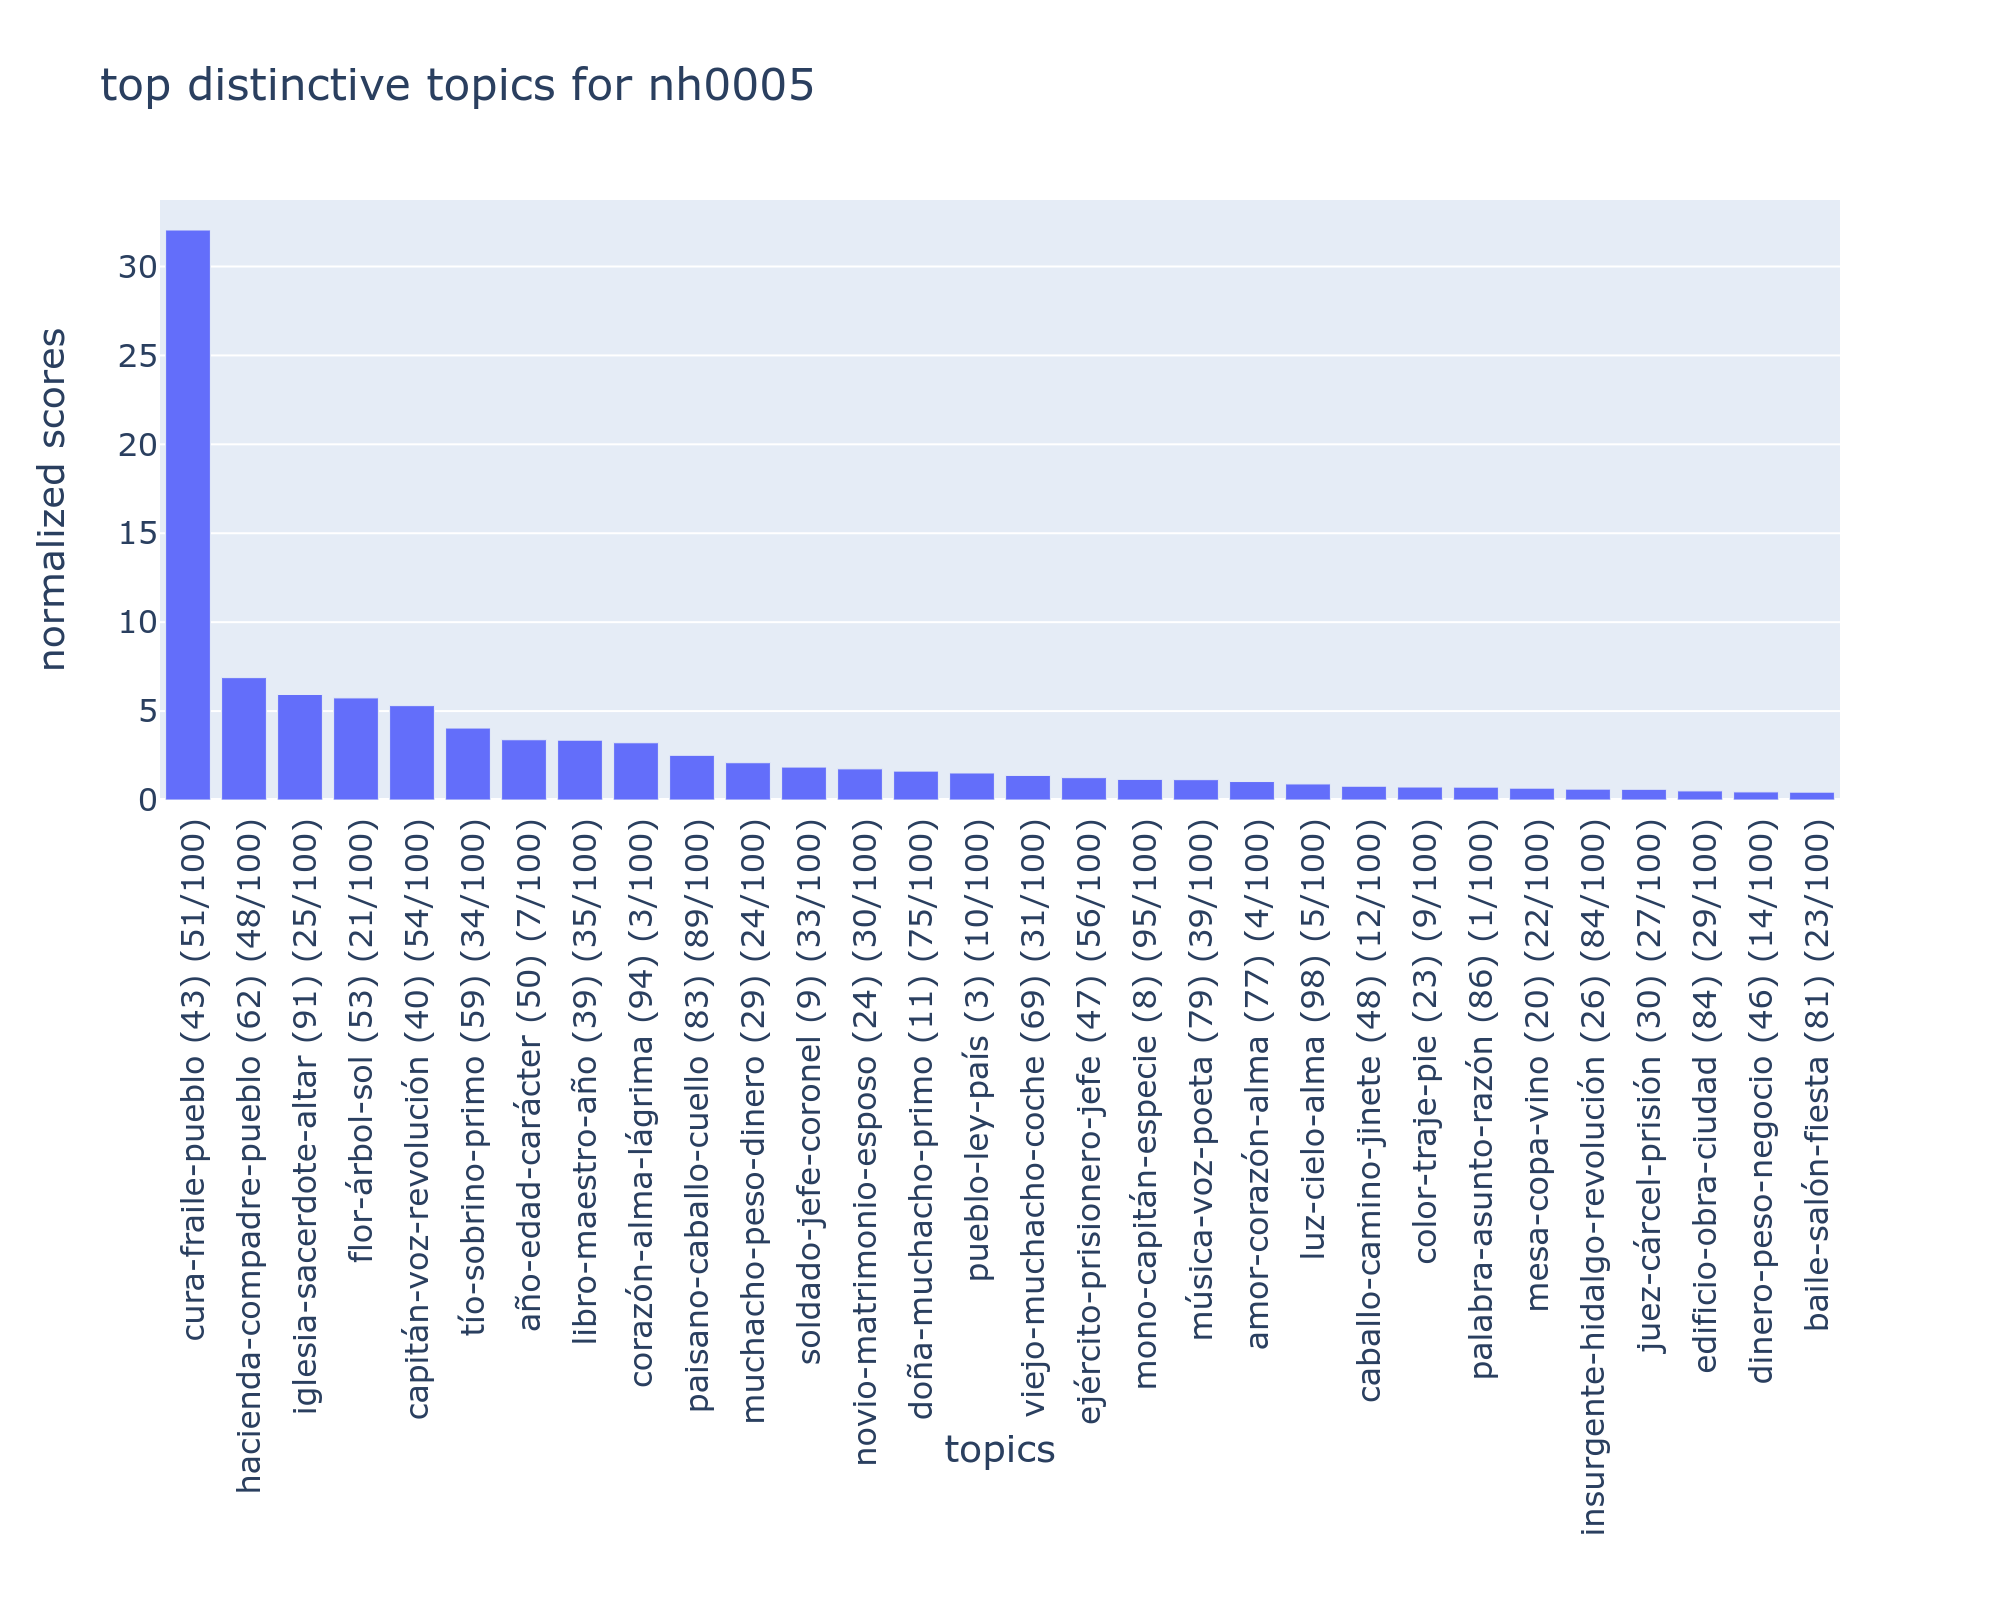 top distinctive topics for nh0005
normalized scores
30
25
20
15
10
5
0
cura-fraile-pueblo (43) (51/100)
hacienda-compadre-pueblo (62) (48/100)
iglesia-sacerdote-altar (91) (25/100)
flor-árbol-sol (53) (21/100)
capitán-voz-revolución (40) (54/100)
tío-sobrino-primo (59) (34/100)
año-edad-carácter (50) (7/100)
libro-maestro-año (39) (35/100)
corazón-alma-lágrima (94) (3/100)
paisano-caballo-cuello (83) (89/100)
muchacho-peso-dinero (29) (24/100)
soldado-jefe-coronel (9) (33/100)
novio-matrimonio-esposo (24) (30/100)
doña-muchacho-primo (11) (75/100)
pueblo-ley-país (3) (10/100)
viejo-muchacho-coche (69) (31/100)
ejército-prisionero-jefe (47) (56/100)
mono-capitán-especie (8) (95/100)
música-voz-poeta (79) (39/100)
amor-corazón-alma (77) (4/100)
luz-cielo-alma (98) (5/100)
caballo-camino-jinete (48) (12/100)
color-traje-pie (23) (9/100)
palabra-asunto-razón (86) (1/100)
mesa-copa-vino (20) (22/100)
insurgente-hidalgo-revolución (26) (84/100)
juez-cárcel-prisión (30) (27/100)
edificio-obra-ciudad (84) (29/100)
dinero-peso-negocio (46) (14/100)
baile-salón-fiesta (81) (23/100)
topics